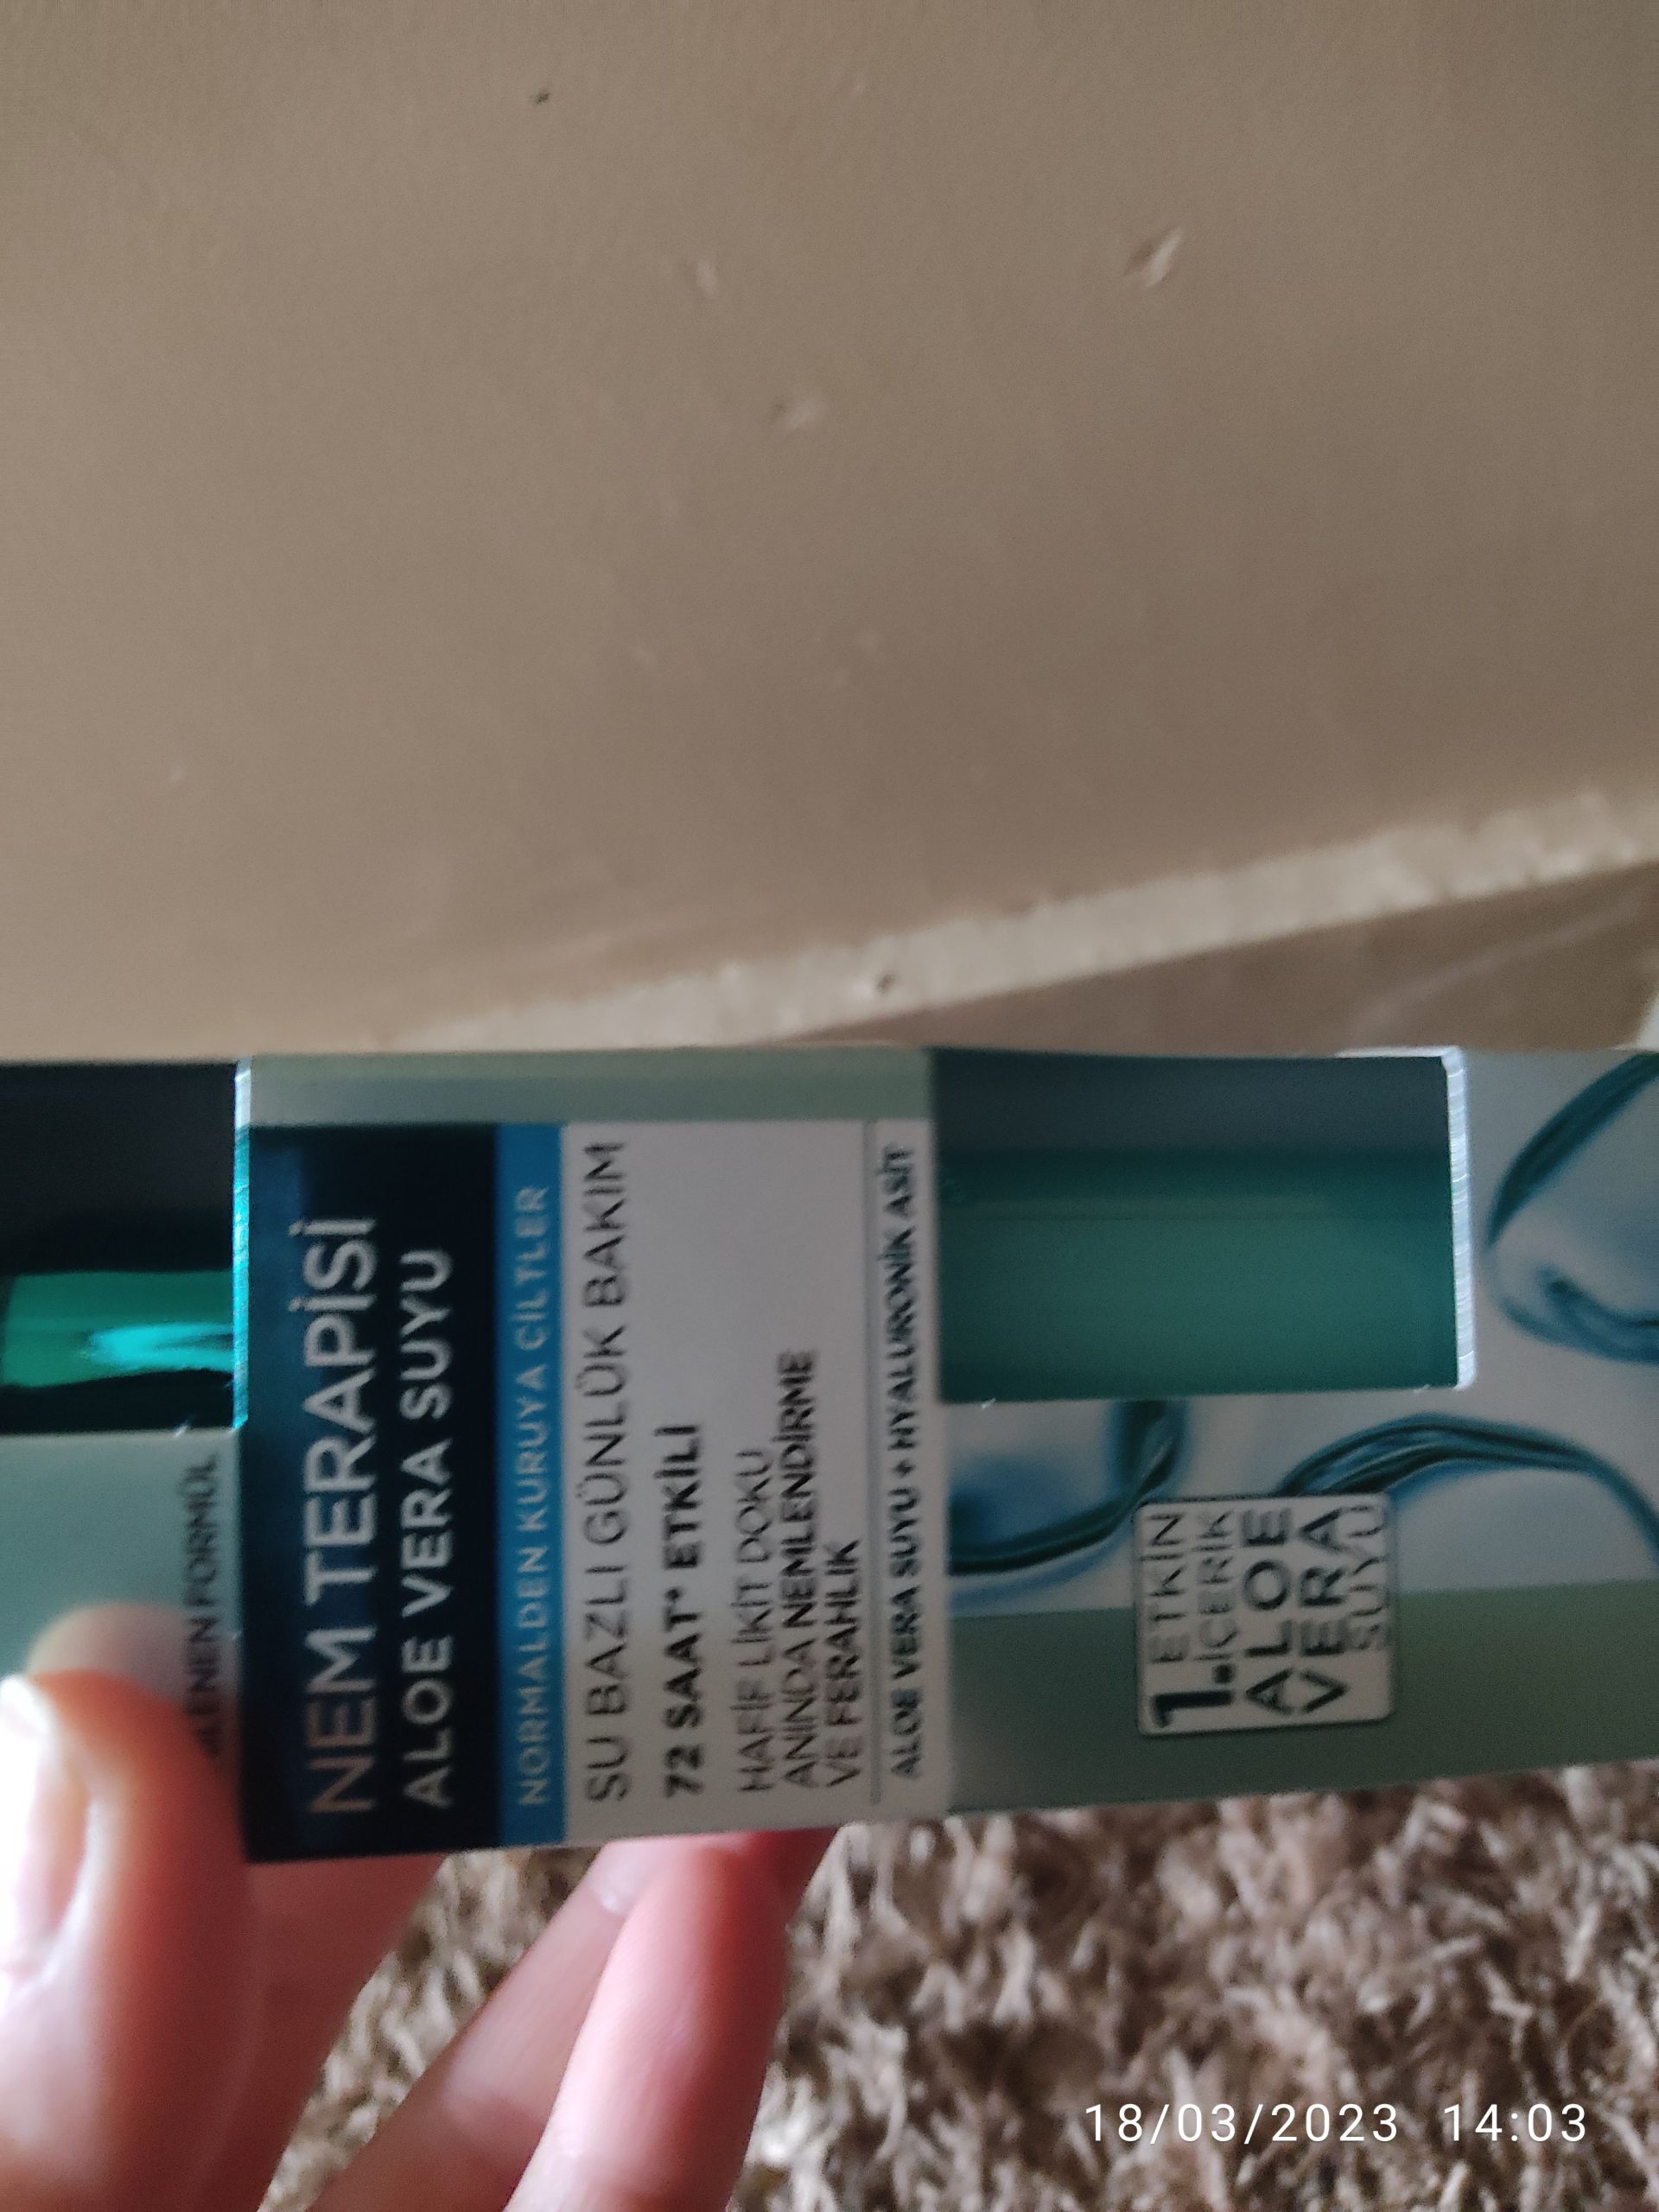 FORMÜL
NEM TERAPİSİ
ALOE VERA SUYU
NORMALDEN KURUYA CİLTLER
SU BAZLI GÜNLÜK BAKIM
72 SAAT* ETKİLİ
HAFİF LİKİT DOKU
ANINDA NEMLENDİRME
VE FERAHLIK
ALOE VERA SUYU + HYALURONİK ASİT
1. ETKİN
İÇERİK
ALOE
VERA
SUYU
18/03/2023 14:03